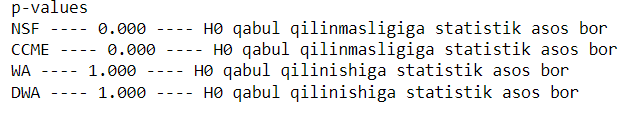 p-values
NSF ---- 0.000 ---- H0 qabul qilinmasligiga statistik asos bor
CCME ---- 0.000 ---- H0 qabul qilinmasligiga statistik asos bor
WA ---- 1.000 ---- H0 qabul qilinishiga statistik asos bor
DWA ---- 1.000 ---- H0 qabul qilinishiga statistik asos bor